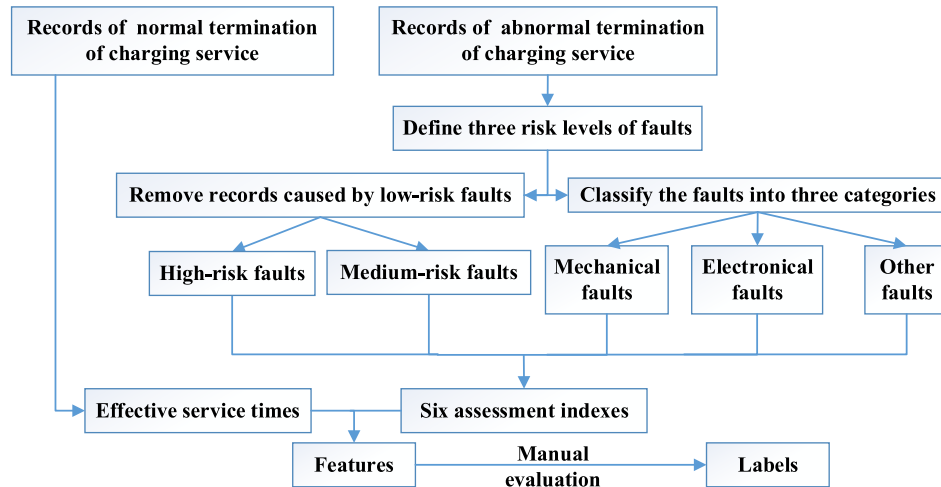 Records of normal termination
of charging service
Records of abnormal termination
of charging service
Define three risk levels of faults
Remove records caused by low-risk faults
Classify the faults into three categories
High-risk faults
Medium-risk faults
Mechanical
faults
Electronical
faults
Other
faults
Effective service times
Six assessment indexes
Features
Manual
evaluation
Labels